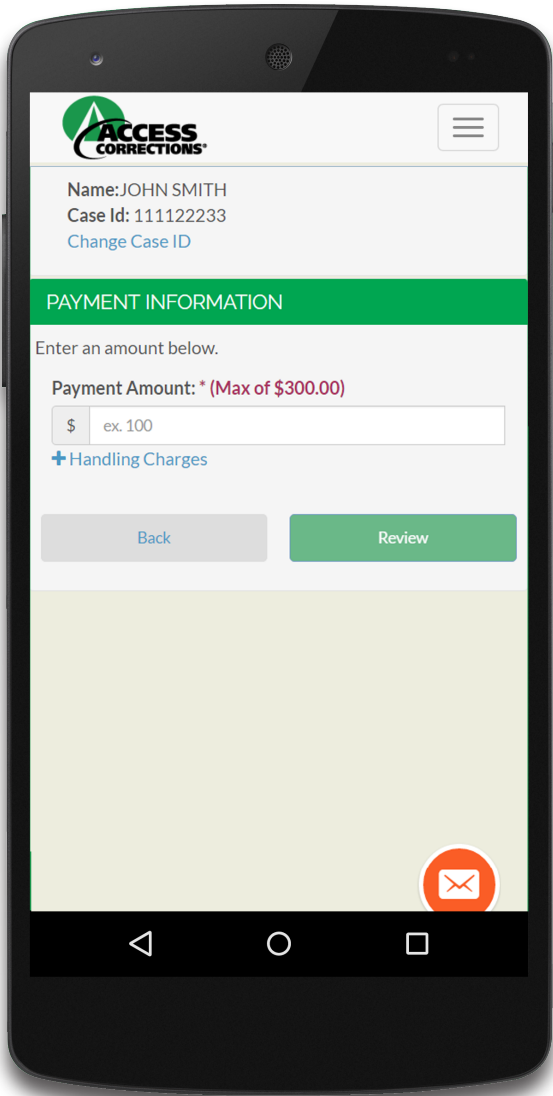 ACCESS
CORRECTIONS®
Name:JOHN SMITH
Case Id: 111122233
Change Case ID
PAYMENT INFORMATION
Enter an amount below.
Payment Amount: * (Max of $300.00)
$ ex. 100
+Handling Charges
Back Review